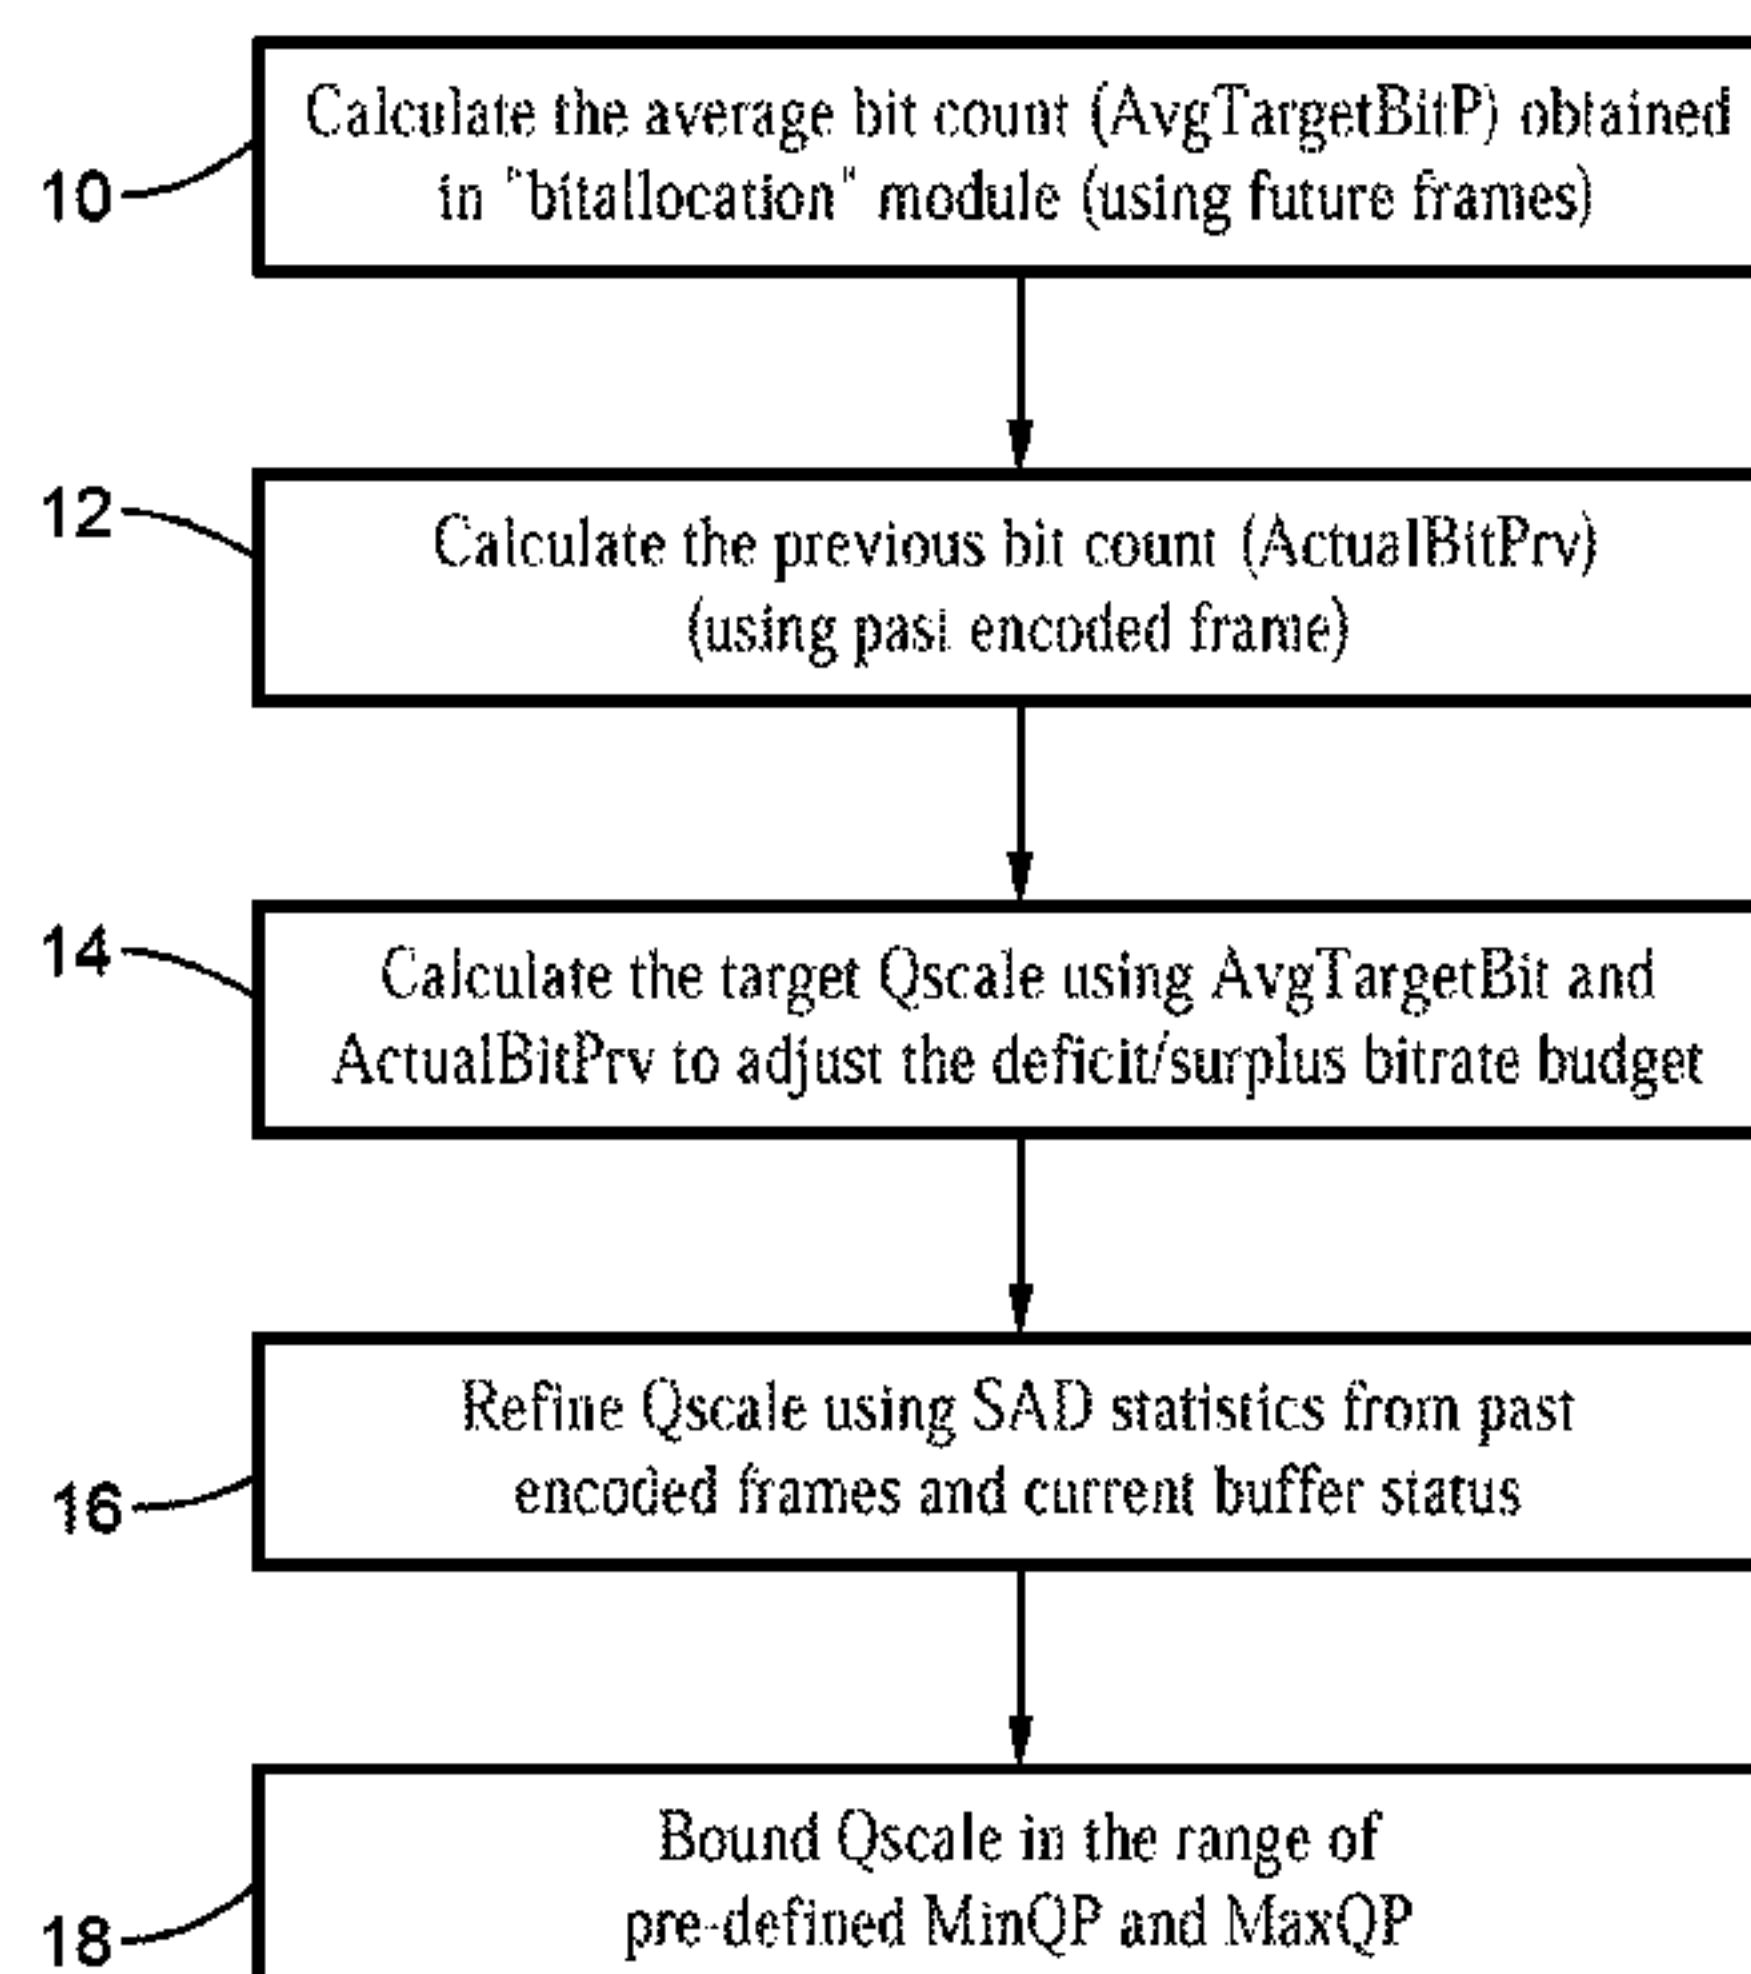 Calculate the average bit count (AvgTargetBitP) obtained
in "bitallocation" module (using future frames)
10
12
Calculate the previous bit count (ActualBitPrv)
(using past encoded frame)
14
Calculate the target Qscale using AvgTargetBit and
ActualBitPrv to adjust the deficit/surplus bitrate budget
Refine Qscale using SAD statistics from past
encoded frames and current buffer status
16
Bound Qscale in the range of
pre-defined MinQP and MaxQP
18